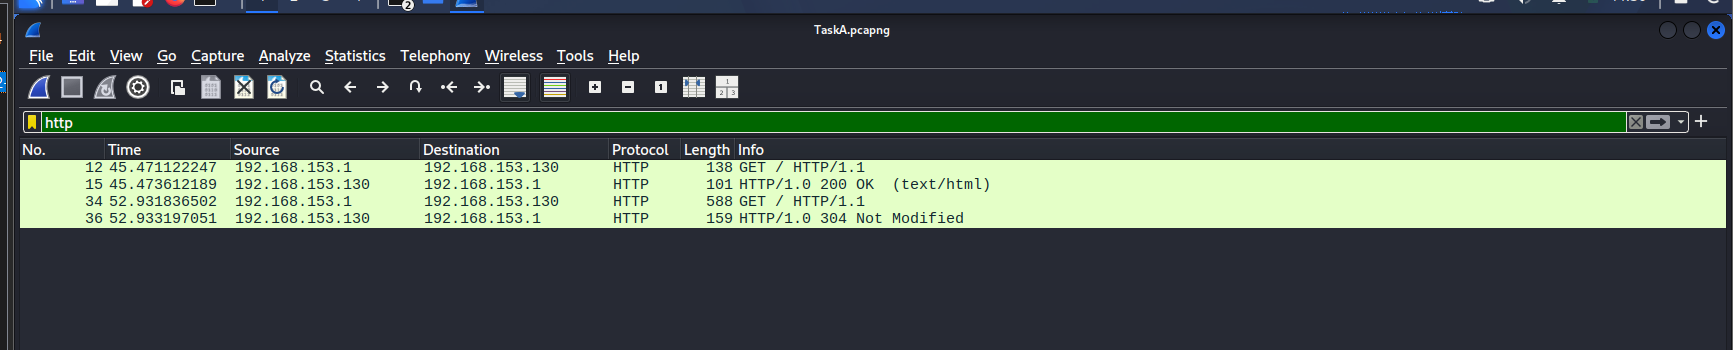 2
TaskA.pcapng
File Edit View Go Capture Analyze Statistics Telephony Wireless Tools Help
http
No. Time Source Destination Protocol Length Info
12 45.471122247 192.168.153.1 192.168.153.130 HTTP 138 GET / HTTP/1.1
15 45.473612189 192.168.153.130 192.168.153.1 HTTP 101 HTTP/1.0 200 OK (text/html)
34 52.931836502 192.168.153.1 192.168.153.130 HTTP 588 GET / HTTP/1.1
36 52.933197051 192.168.153.130 192.168.153.1 HTTP 159 HTTP/1.0 304 Not Modified